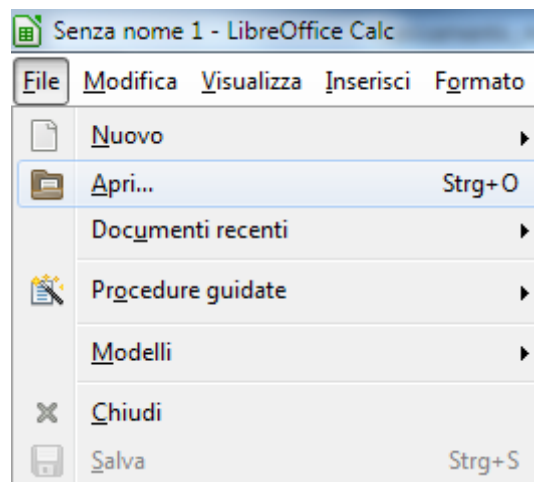 Senza nome 1 - LibreOffice Calc
File Modifica Visualizza Inserisci Formato
Nuovo
Apri... Strg+O
Documenti recenti
Procedure guidate
Modelli
Chiudi
Salva Strg+S